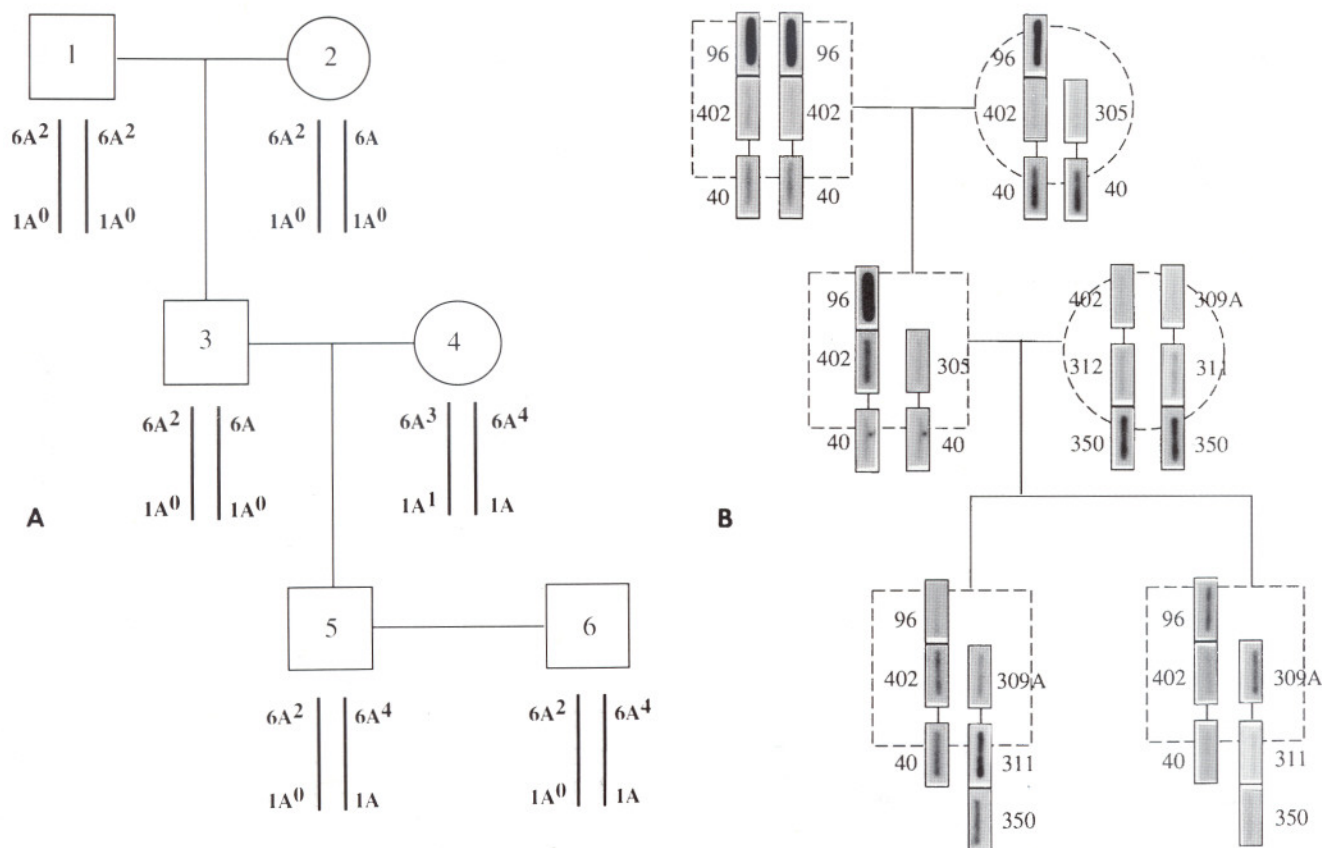 1 2
6A² 6A² 6A² 6A
1A⁰ 1A⁰ 1A⁰ 1A⁰
3 4
6A² 6A 6A³ 6A⁴
1A⁰ 1A⁰ 1A¹ 1A
A
5 6
6A² 6A⁴ 6A² 6A⁴
1A⁰ 1A 1A⁰ 1A
96 96 96
402 402 402 305
40 40 40 40
96 402 309A
402 305 312 311
40 40 350 350
B
96 96
402 309A 402 309A
40 311 40 311
350 350